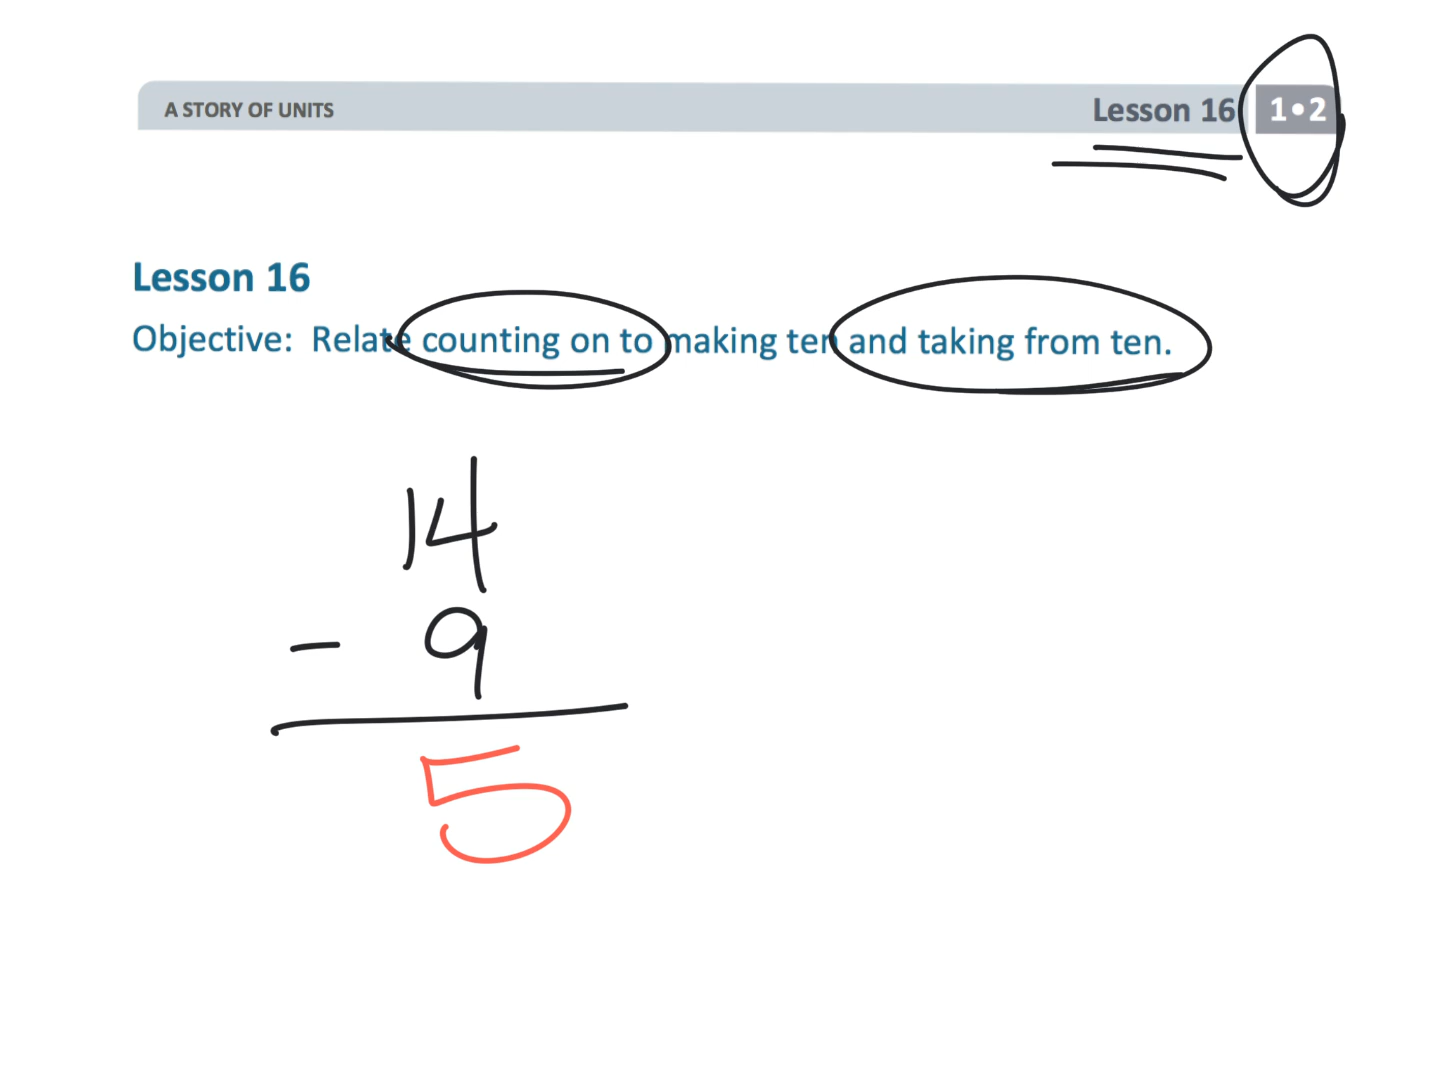 A STORY OF UNITS Lesson 16 1•2
Lesson 16
Objective: Relate counting on to making ten and taking from ten.
14
- 9
5